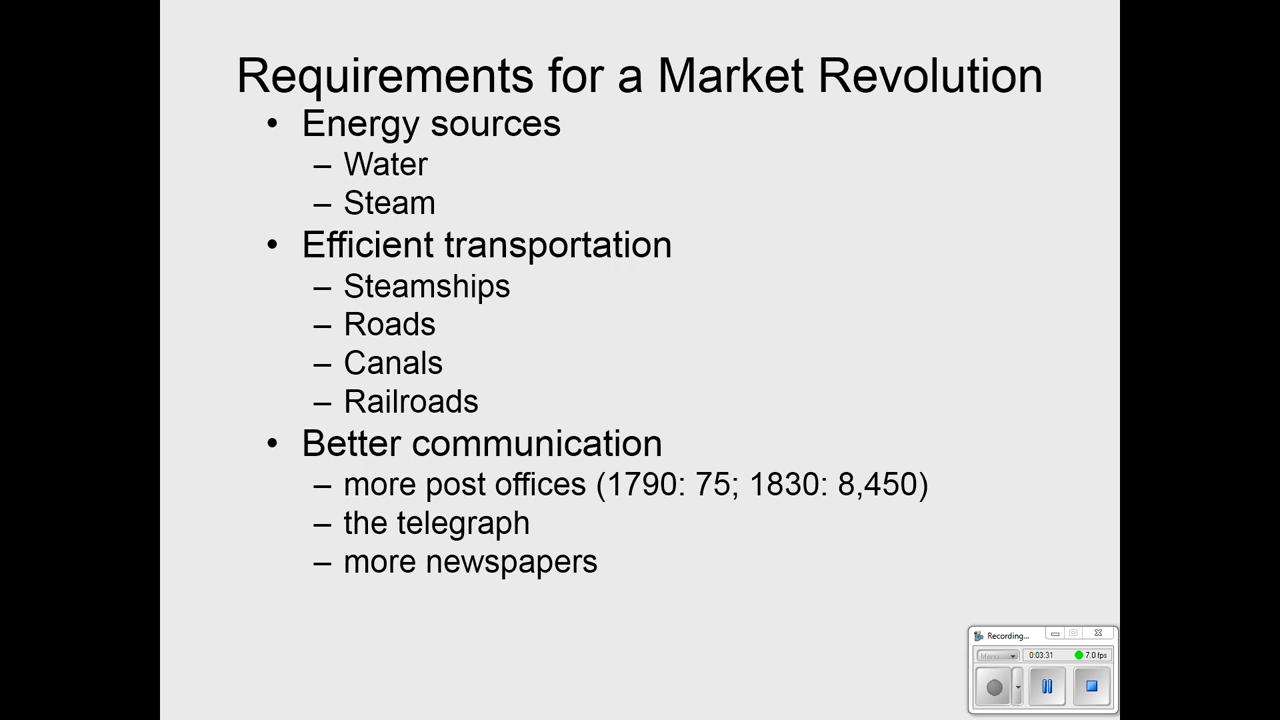 Requirements for a Market Revolution
• Energy sources
– Water
– Steam
• Efficient transportation
– Steamships
– Roads
– Canals
– Railroads
• Better communication
– more post offices (1790: 75; 1830: 8,450)
– the telegraph
– more newspapers
Recording...
Menu 0:03:31 7.0 fps